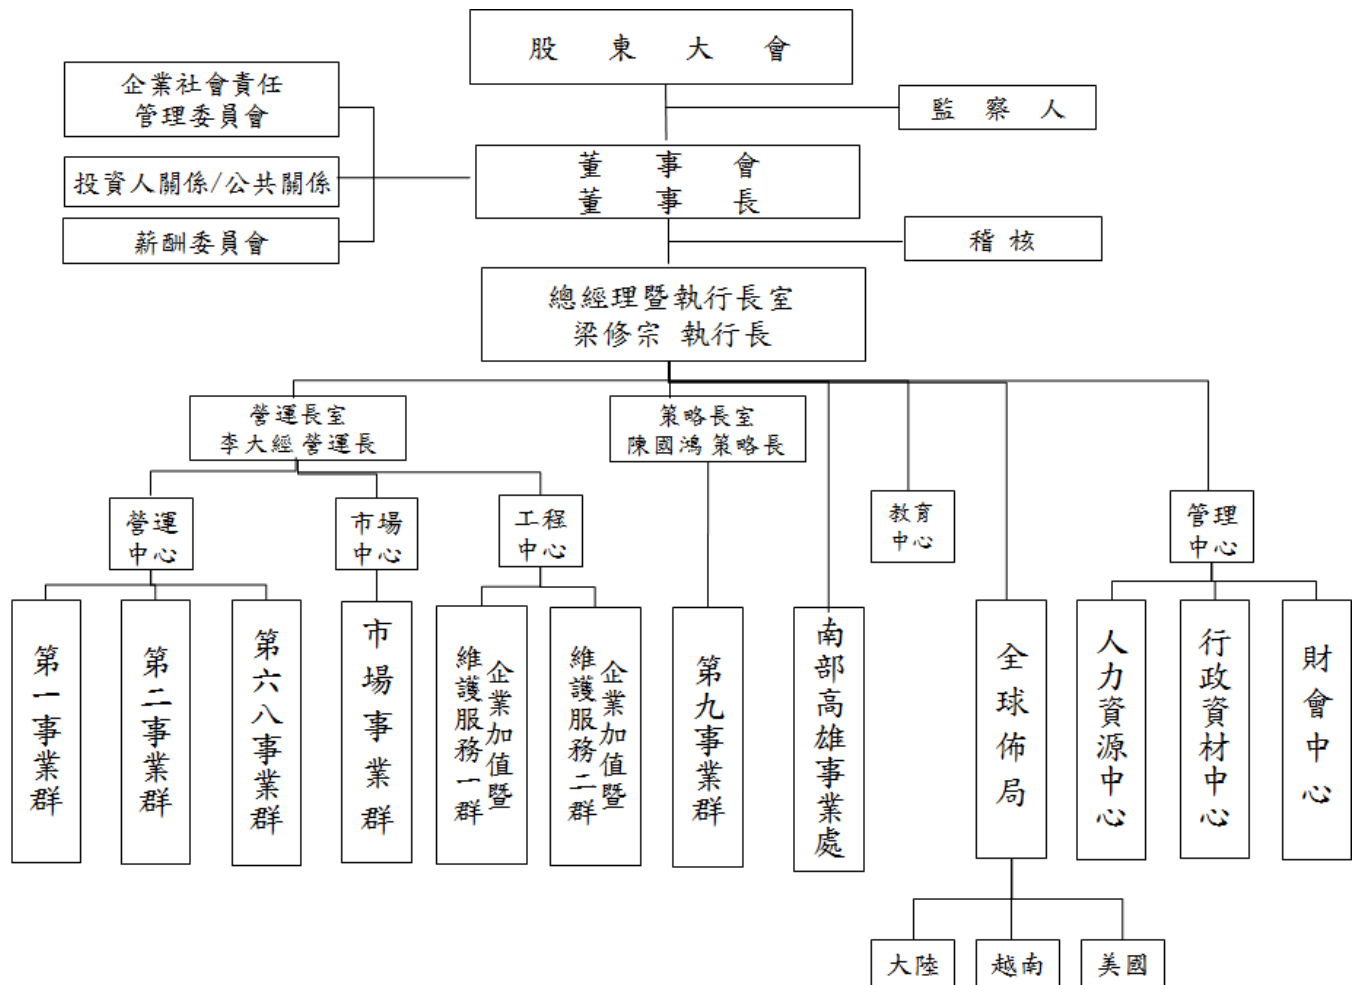 股東大會
企業社會責任
管理委員會
監察人
投資人關係/公共關係
董事會
董事長
薪酬委員會
稽核
總經理暨執行長室
梁修宗 執行長
營運長室
李大經 營運長
策略長室
陳國鴻 策略長
營運
中心
市場
中心
工程
中心
教育
中心
管理
中心
第一事業群
第二事業群
第六八事業群
市場事業群
企業加值暨
維護服務一群
企業加值暨
維護服務二群
第九事業群
南部高雄事業處
全球佈局
人力資源中心
行政資材中心
財會中心
大陸
越南
美國